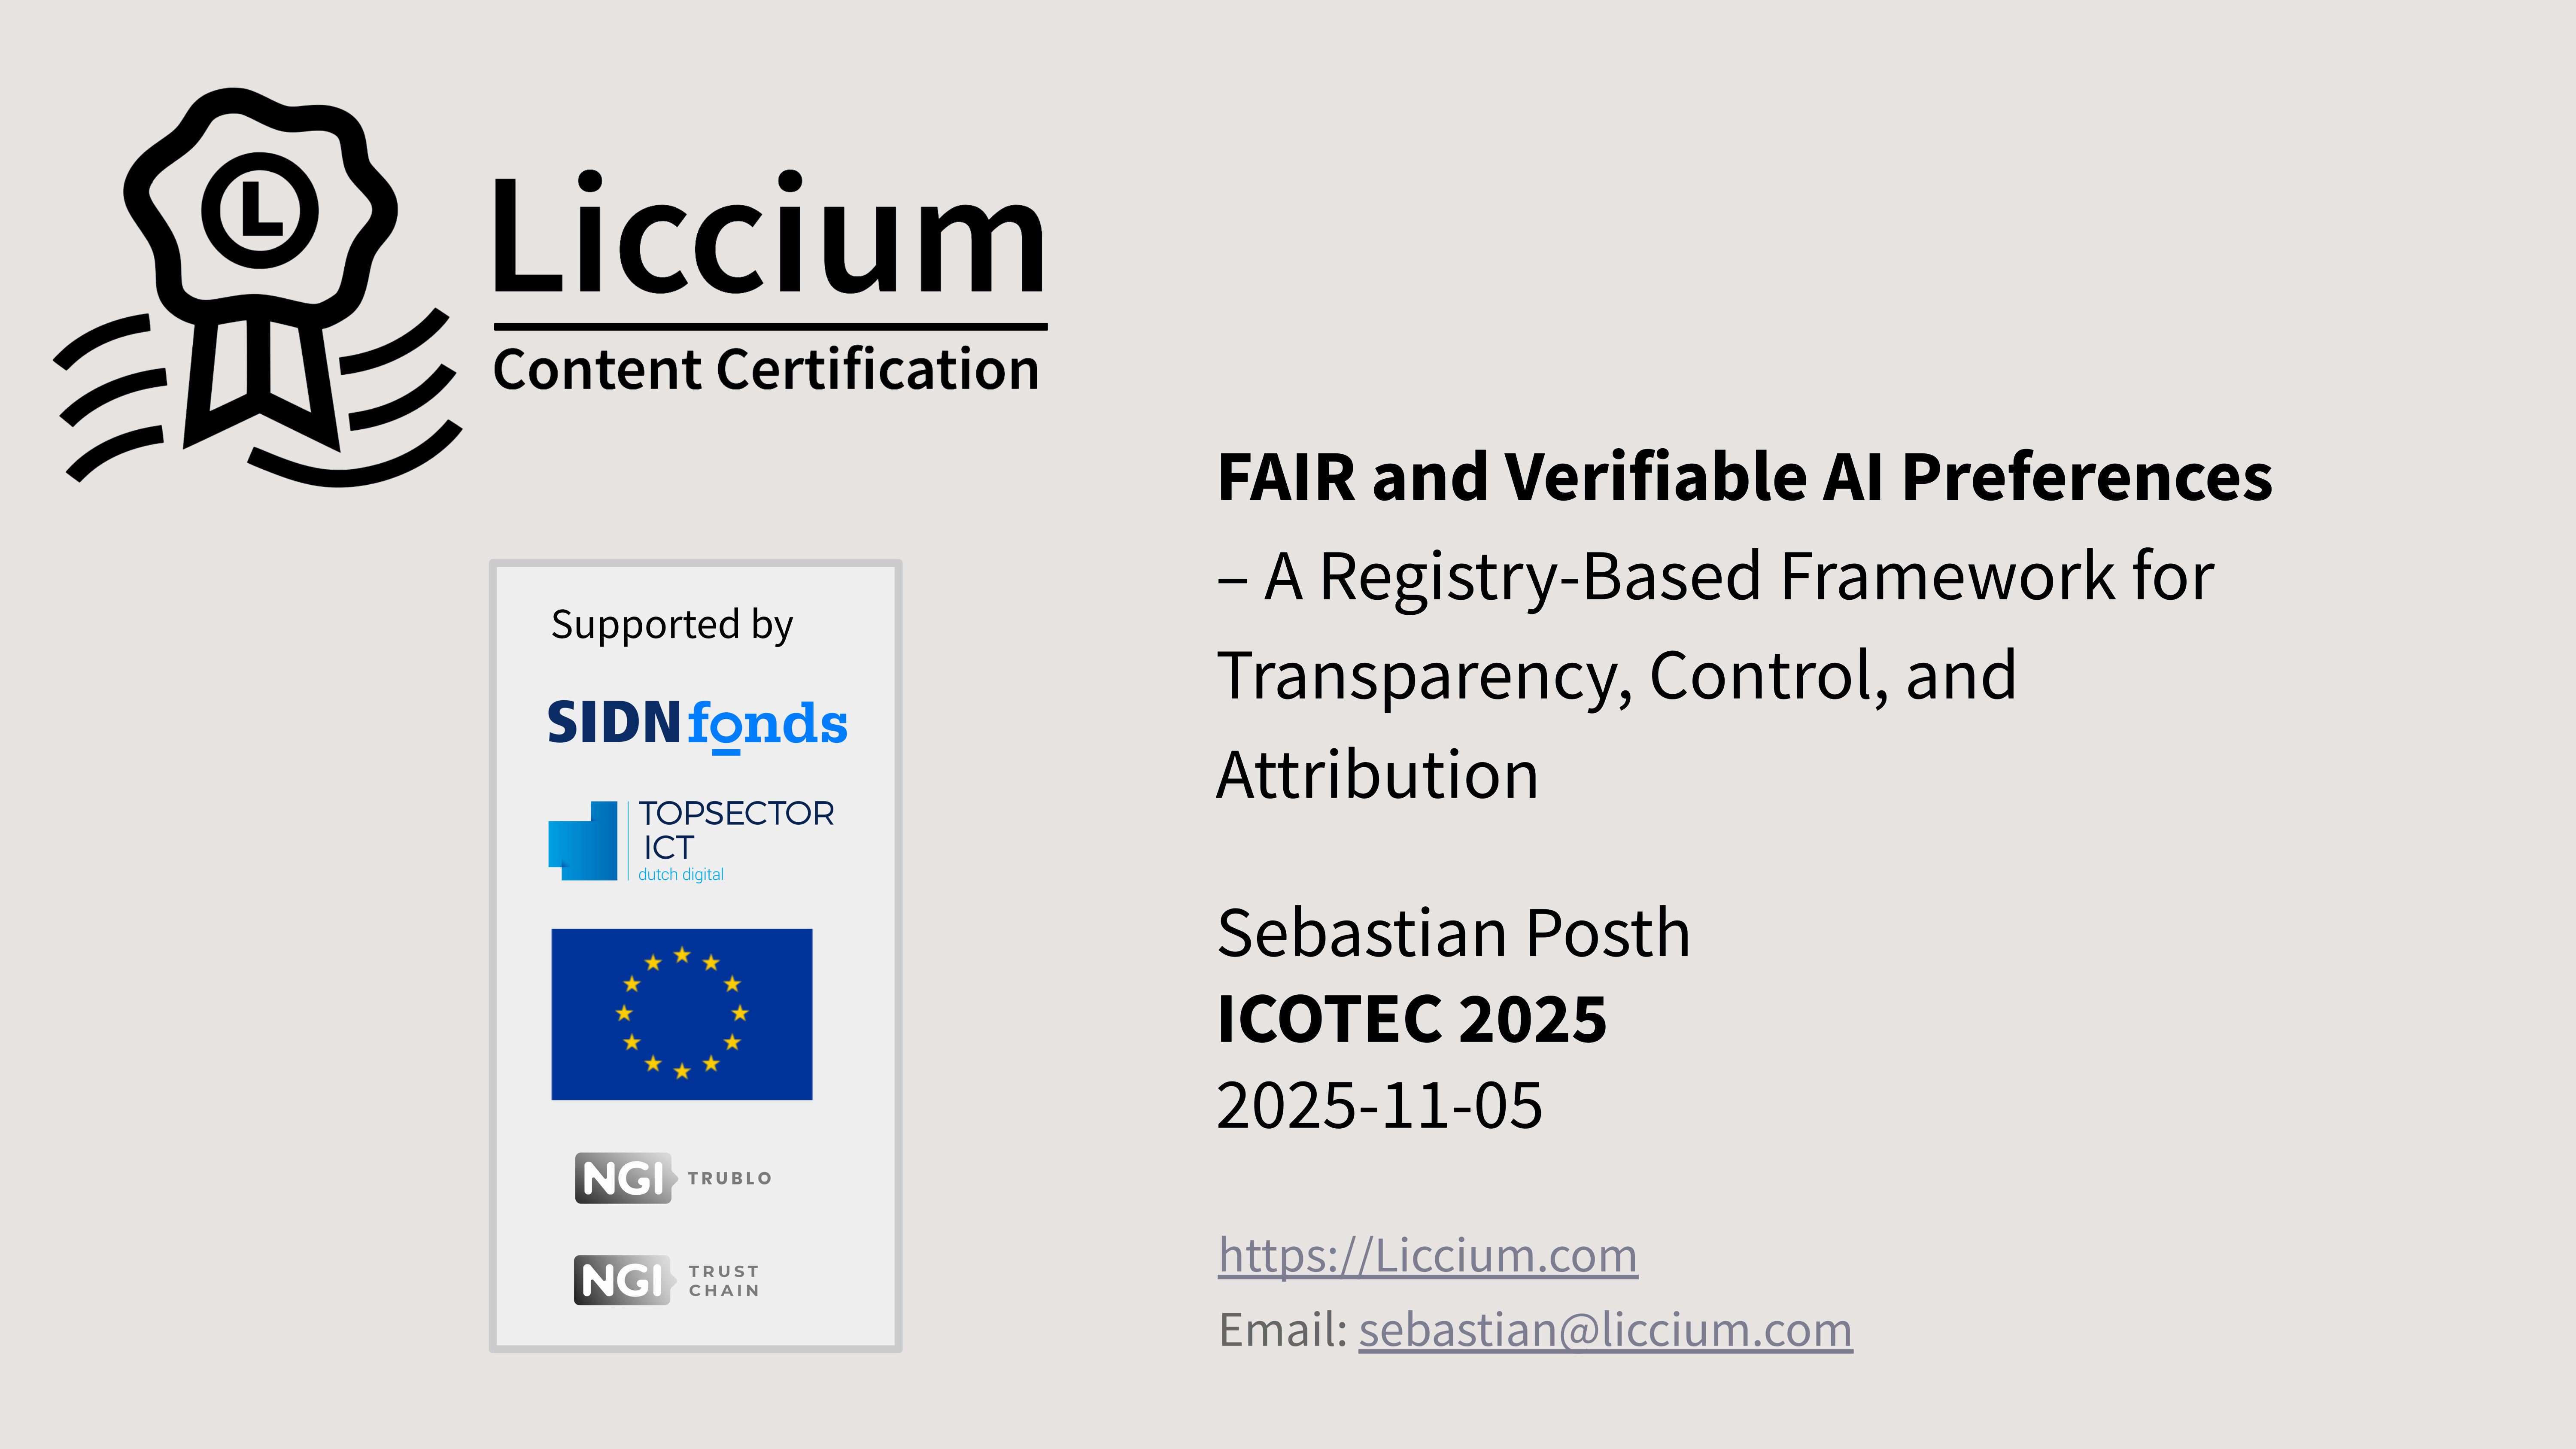 L
Liccium
Content Certification
Supported by
SIDN fonds
TOPSECTOR
ICT
dutch digital
NGI TRUBLO
NGI TRUST
CHAIN
FAIR and Verifiable AI Preferences
– A Registry-Based Framework for
Transparency, Control, and
Attribution
Sebastian Posth
ICOTEC 2025
2025-11-05
https://Liccium.com
Email: sebastian@liccium.com